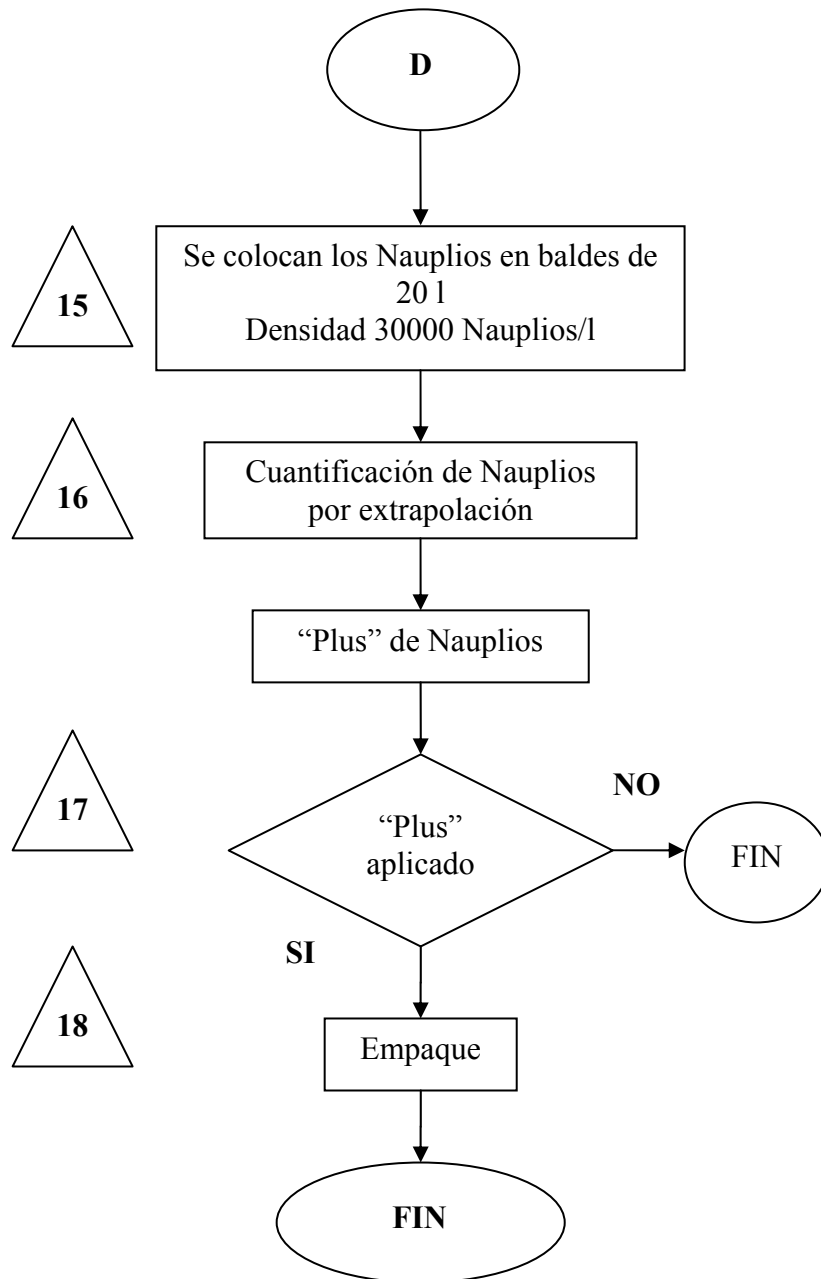 D
15
Se colocan los Nauplios en baldes de
20 l
Densidad 30000 Nauplios/l
16
Cuantificación de Nauplios
por extrapolación
“Plus” de Nauplios
17
“Plus”
aplicado
NO
FIN
SI
18
Empaque
FIN